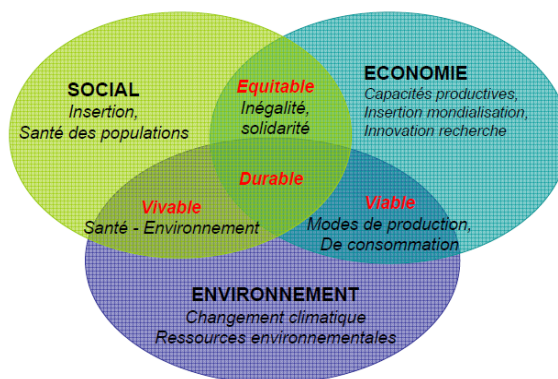 SOCIAL
Insertion,
Santé des populations
Equitable
Inégalité,
solidarité
ECONOMIE
Capacités productives,
Insertion mondialisation,
Innovation recherche
Durable
Vivable
Santé - Environnement
Viable
Modes de production,
De consommation
ENVIRONNEMENT
Changement climatique
Ressources environnementales